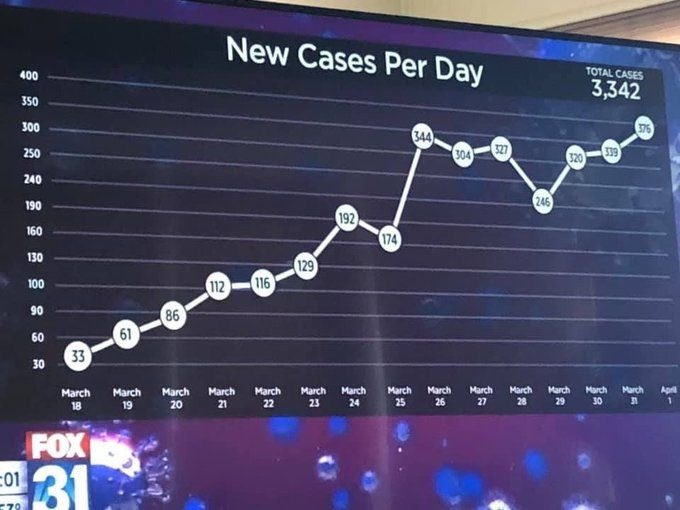 New Cases Per Day
TOTAL CASES
3,342
400
350
300
250
240
190
160
130
100
90
60
30
33
61
86
112
116
129
192
174
344
304
327
246
320
339
376
March 18
March 19
March 20
March 21
March 22
March 23
March 24
March 25
March 26
March 27
March 28
March 29
March 30
March 31
April 1
FOX
31
:01